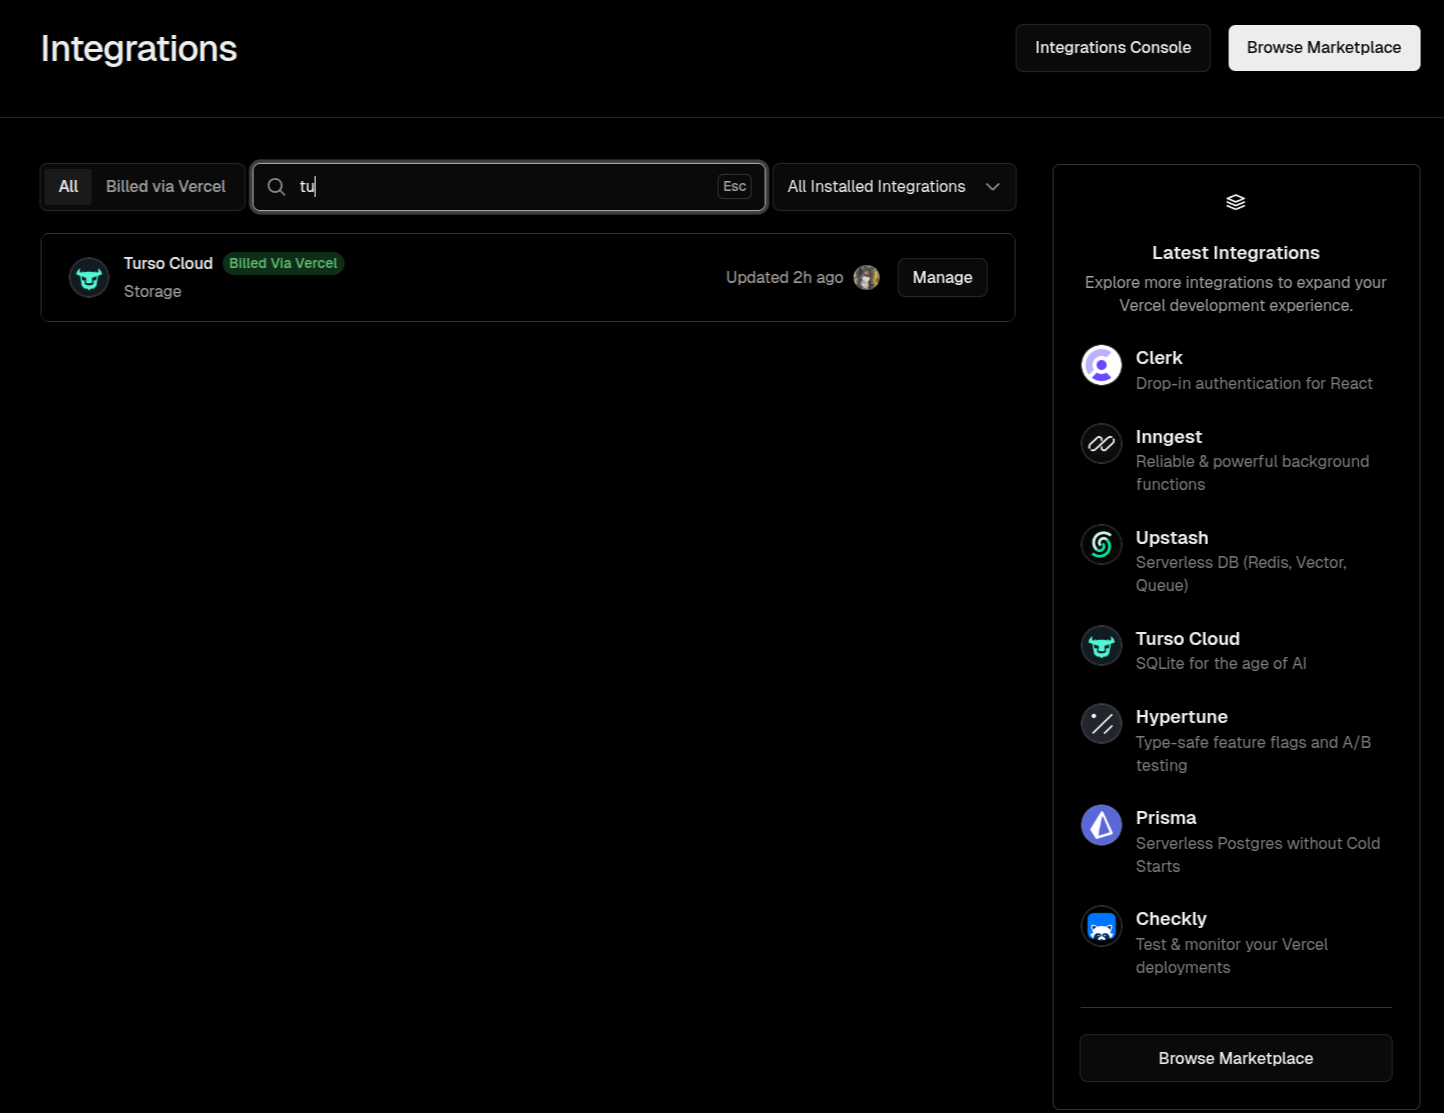 Integrations
Integrations Console
Browse Marketplace
All
Billed via Vercel
tu
Esc
All Installed Integrations
Turso Cloud
Billed Via Vercel
Storage
Updated 2h ago
Manage
Latest Integrations
Explore more integrations to expand your
Vercel development experience.
Clerk
Drop-in authentication for React
Inngest
Reliable & powerful background
functions
Upstash
Serverless DB (Redis, Vector,
Queue)
Turso Cloud
SQLite for the age of AI
Hypertune
Type-safe feature flags and A/B
testing
Prisma
Serverless Postgres without Cold
Starts
Checkly
Test & monitor your Vercel
deployments
Browse Marketplace